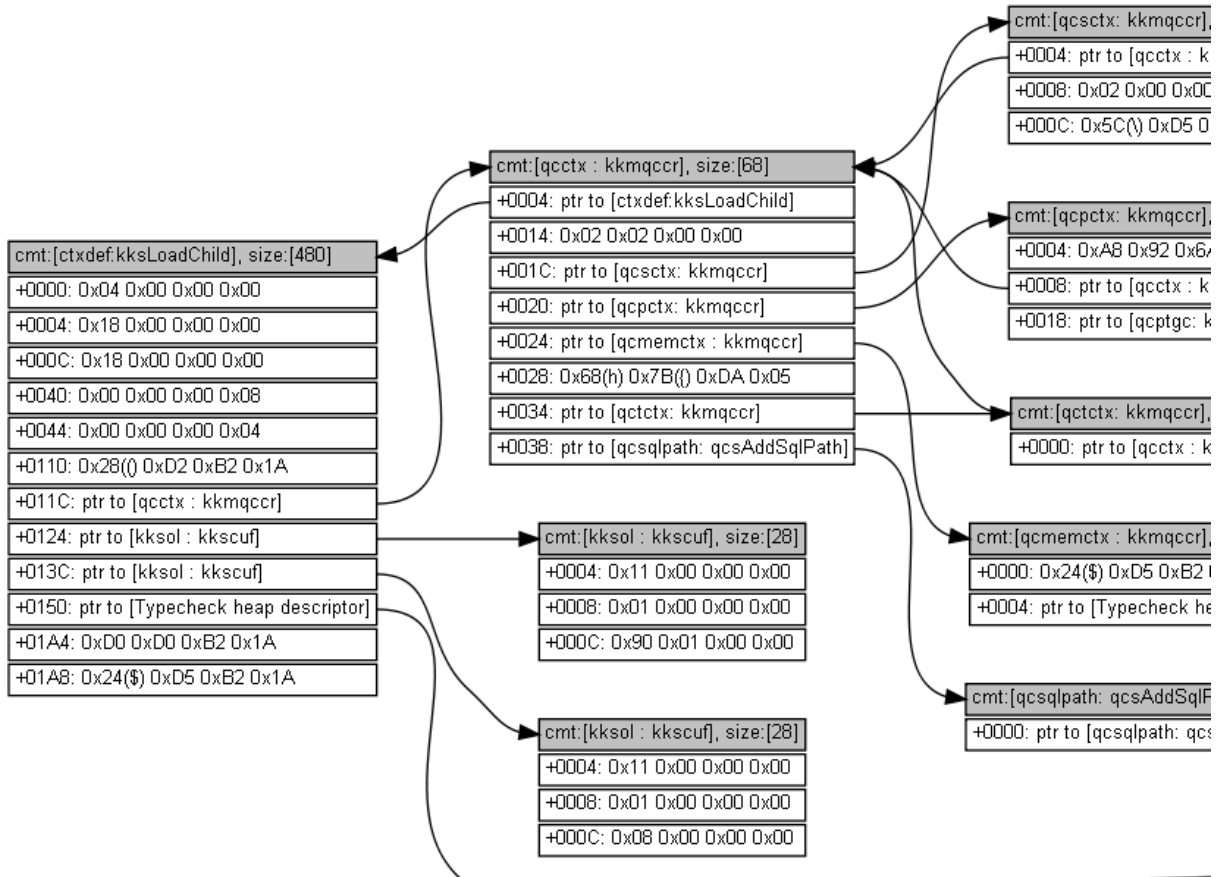 cmt:[ctxdef:kksLoadChild], size:[480]
+0000: 0x04 0x00 0x00 0x00
+0004: 0x18 0x00 0x00 0x00
+000C: 0x18 0x00 0x00 0x00
+0040: 0x00 0x00 0x00 0x08
+0044: 0x00 0x00 0x00 0x04
+0110: 0x28(() 0xD2 0xB2 0x1A
+011C: ptr to [qcctx : kkmqccr]
+0124: ptr to [kksol : kkscuf]
+013C: ptr to [kksol : kkscuf]
+0150: ptr to [Typecheck heap descriptor]
+01A4: 0xD0 0xD0 0xB2 0x1A
+01A8: 0x24($) 0xD5 0xB2 0x1A
cmt:[qcctx : kkmqccr], size:[68]
+0004: ptr to [ctxdef:kksLoadChild]
+0014: 0x02 0x02 0x00 0x00
+001C: ptr to [qcsctx: kkmqccr]
+0020: ptr to [qcpctx: kkmqccr]
+0024: ptr to [qcmemctx : kkmqccr]
+0028: 0x68(h) 0x7B({) 0xDA 0x05
+0034: ptr to [qctctx: kkmqccr]
+0038: ptr to [qcsqlpath: qcsAddSqlPath]
cmt:[kksol : kkscuf], size:[28]
+0004: 0x11 0x00 0x00 0x00
+0008: 0x01 0x00 0x00 0x00
+000C: 0x90 0x01 0x00 0x00
cmt:[kksol : kkscuf], size:[28]
+0004: 0x11 0x00 0x00 0x00
+0008: 0x01 0x00 0x00 0x00
+000C: 0x08 0x00 0x00 0x00
cmt:[qcsctx: kkmqccr],
+0004: ptr to [qcctx : k
+0008: 0x02 0x00 0x00
+000C: 0x5C(\) 0xD5 0
cmt:[qcpctx: kkmqccr],
+0004: 0xA8 0x92 0x6A
+0008: ptr to [qcctx : k
+0018: ptr to [qcptgc: k
cmt:[qctctx: kkmqccr],
+0000: ptr to [qcctx : k
cmt:[qcmemctx : kkmqccr],
+0000: 0x24($) 0xD5 0xB2
+0004: ptr to [Typecheck he
cmt:[qcsqlpath: qcsAddSqlP
+0000: ptr to [qcsqlpath: qcs